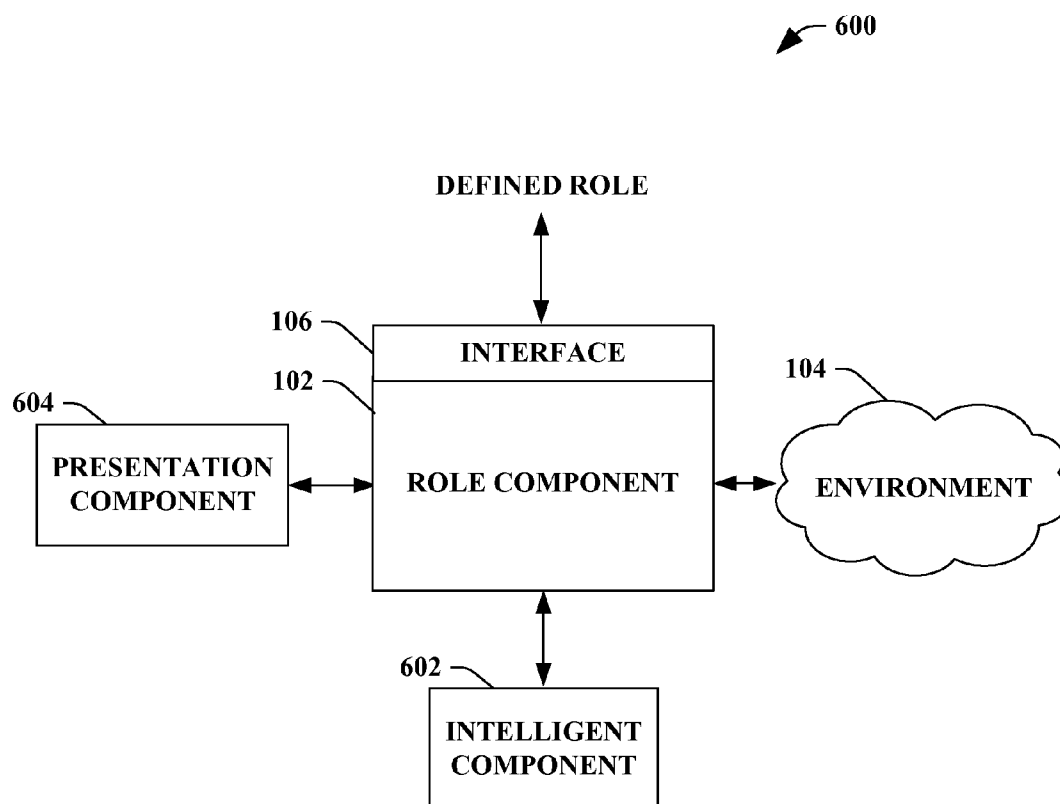 600
DEFINED ROLE
106
INTERFACE
102
104
604
PRESENTATION
COMPONENT
ROLE COMPONENT
ENVIRONMENT
602
INTELLIGENT
COMPONENT